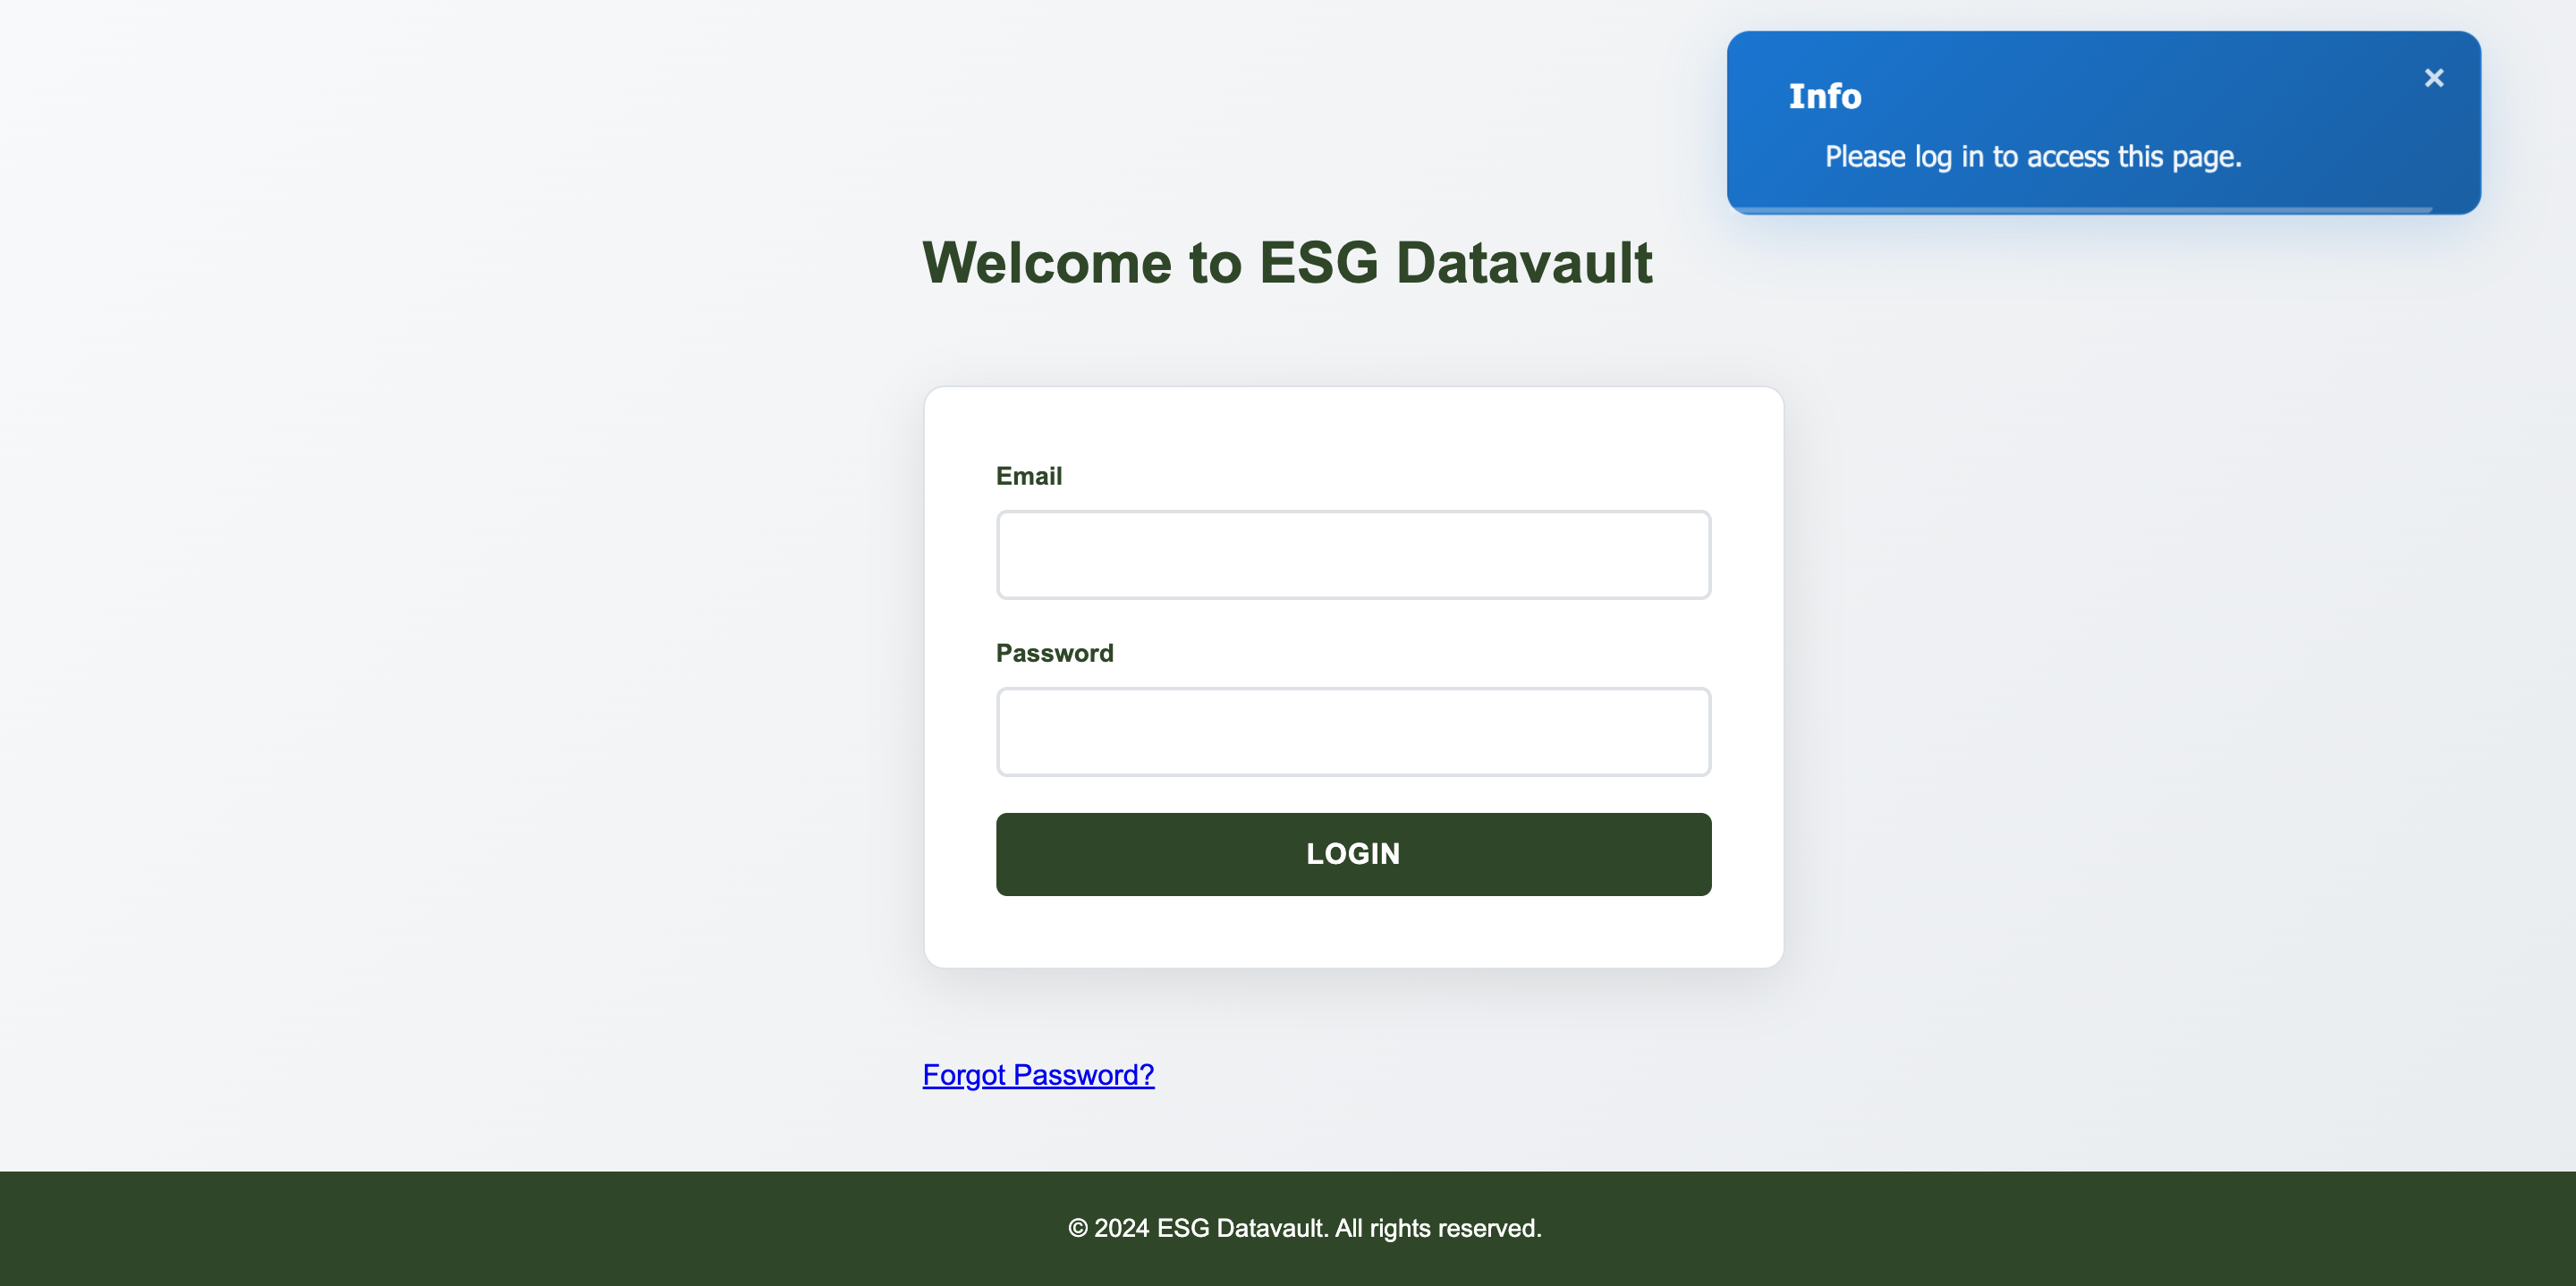 Info
Please log in to access this page.
Welcome to ESG Datavault
Email
Password
LOGIN
Forgot Password?
© 2024 ESG Datavault. All rights reserved.